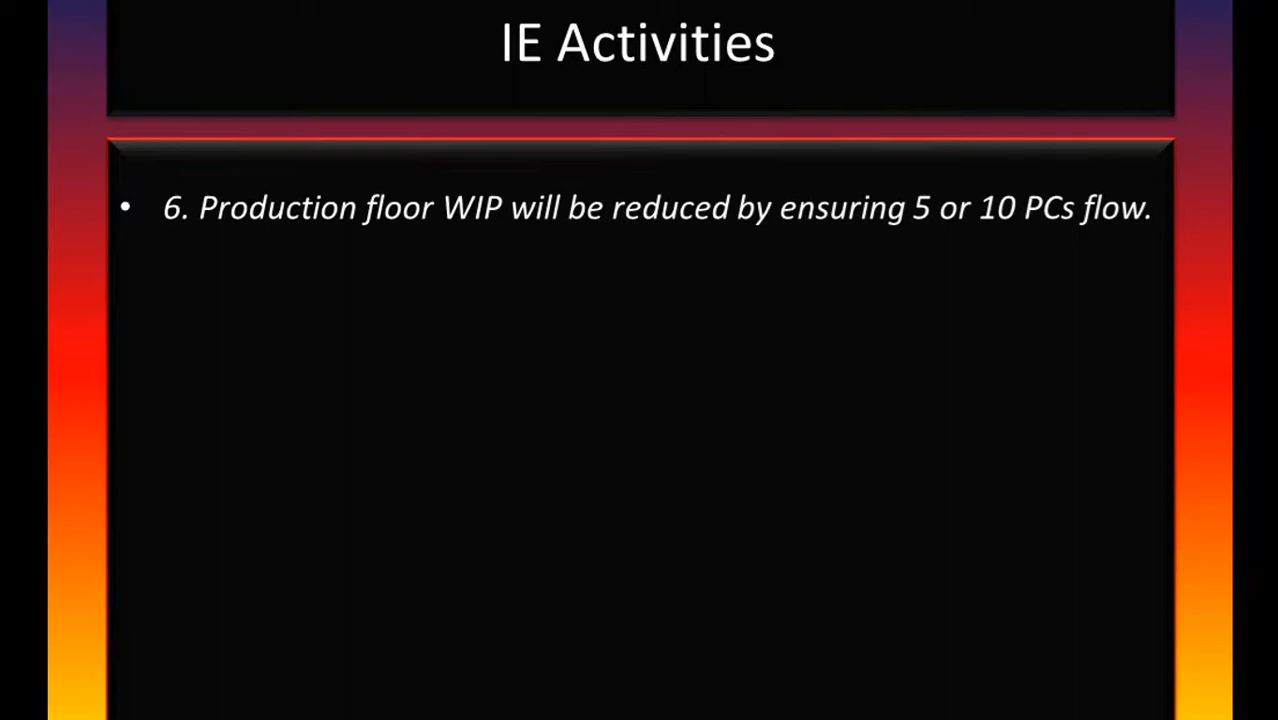 IE Activities
• 6. Production floor WIP will be reduced by ensuring 5 or 10 PCs flow.